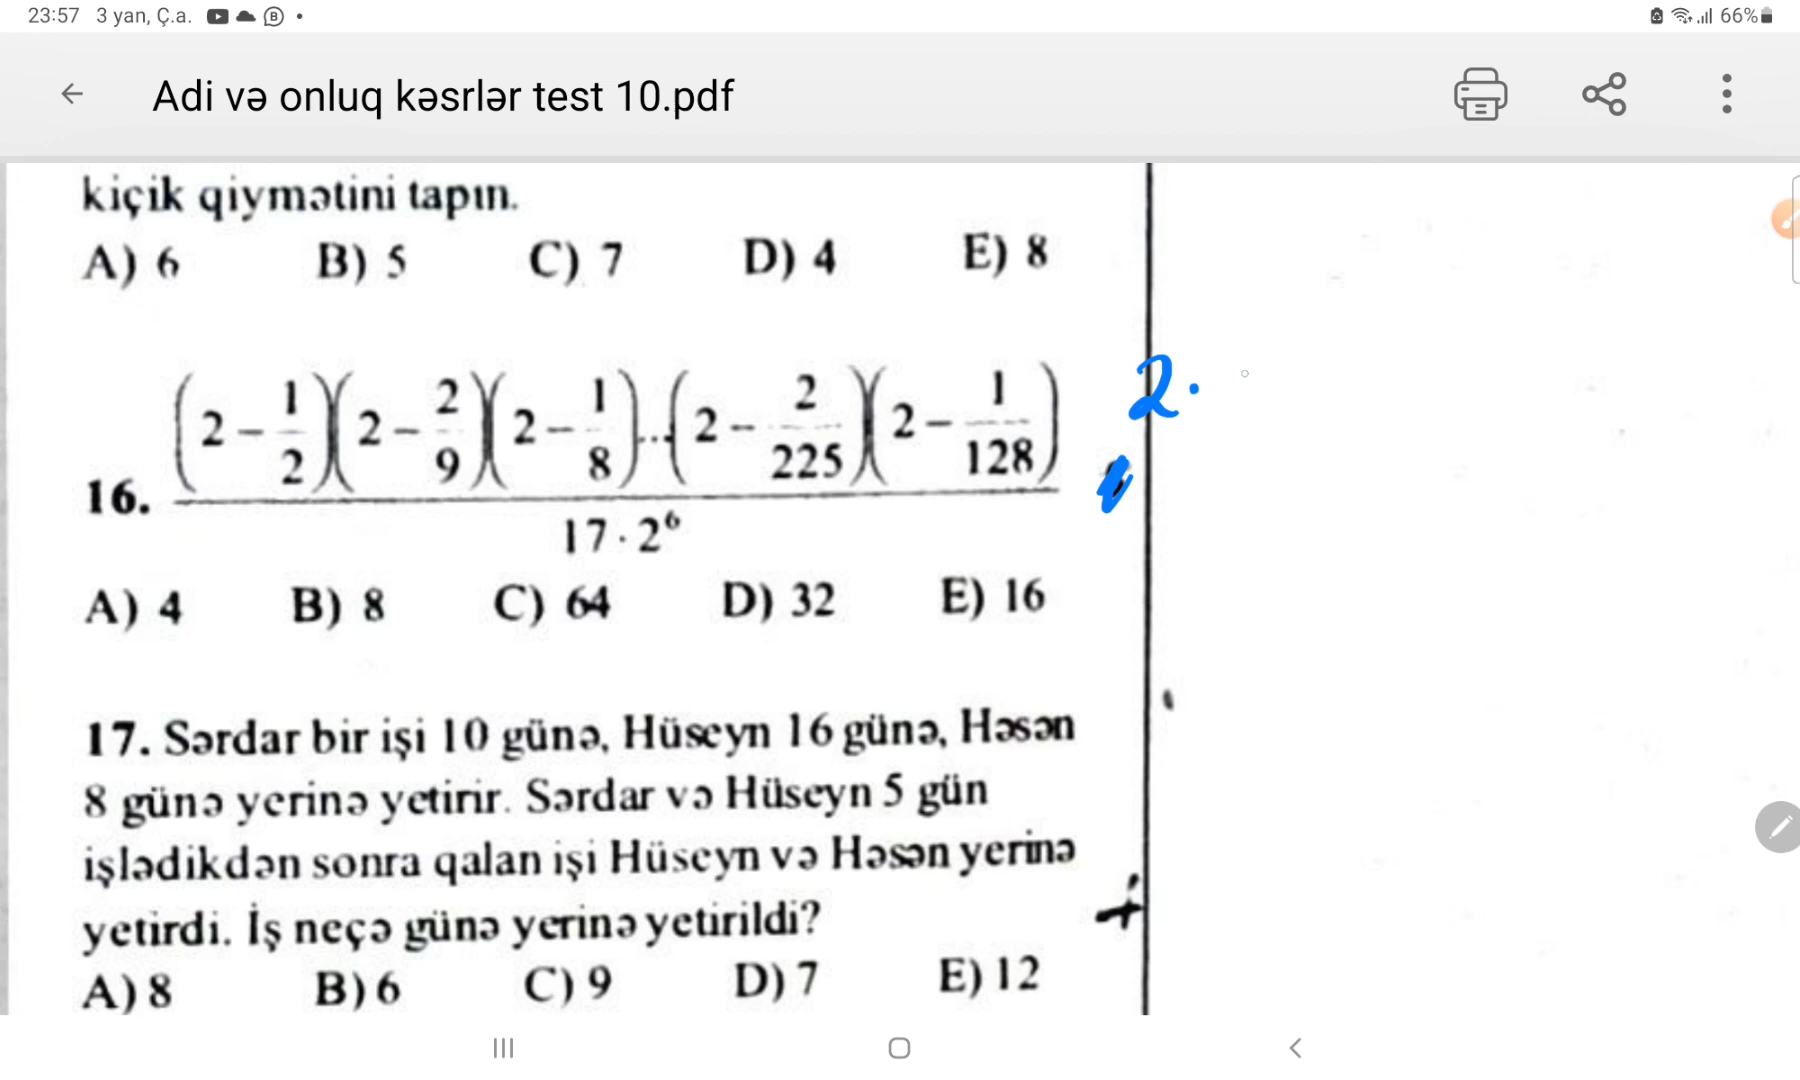 23:57 3 yan, Ç.a.
66%
Adi və onluq kəsrlər test 10.pdf
kiçik qiymətini tapın.
A) 6 B) 5 C) 7 D) 4 E) 8
16. (2 − 1/2)(2 − 2/9)(2 − 1/8)...(2 − 2/225)(2 − 1/128)
17 · 2⁶
2.
A) 4 B) 8 C) 64 D) 32 E) 16
17. Sərdar bir işi 10 günə, Hüseyn 16 günə, Həsən
8 günə yerinə yetirir. Sərdar və Hüseyn 5 gün
işlədikdən sonra qalan işi Hüseyn və Həsən yerinə
yetirdi. İş neçə günə yerinə yetirildi?
A) 8 B) 6 C) 9 D) 7 E) 12